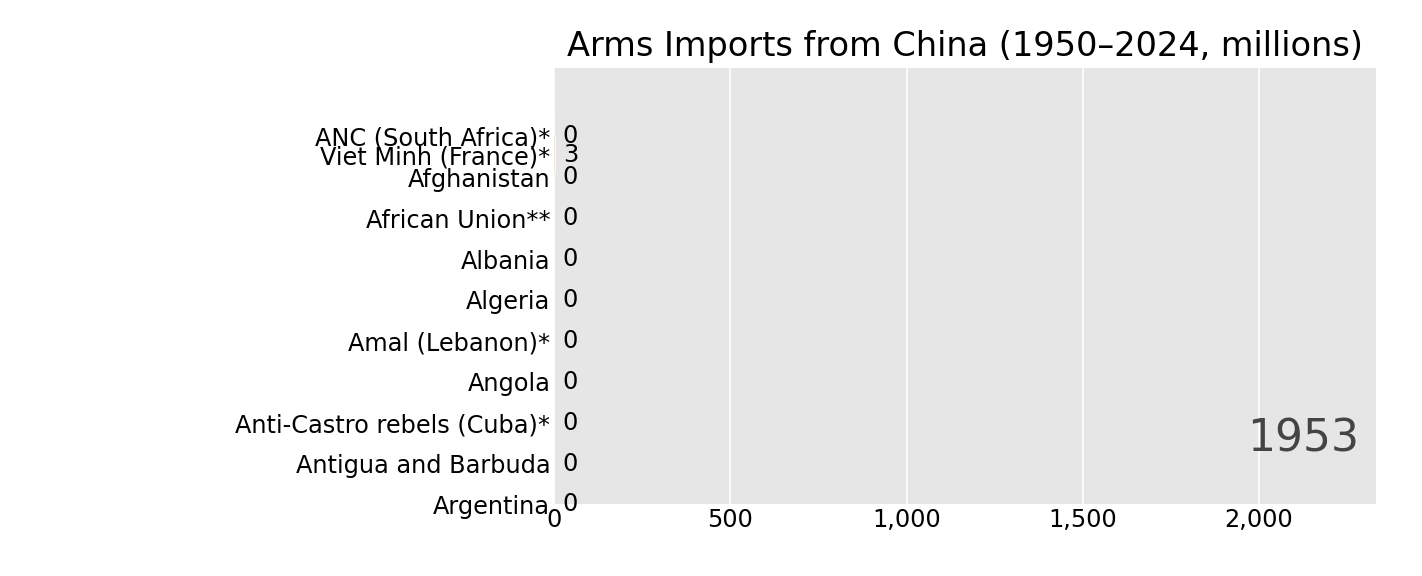 Arms Imports from China (1950–2024, millions)
ANC (South Africa)* 0
Viet Minh (France)* 3
Afghanistan 0
African Union** 0
Albania 0
Algeria 0
Amal (Lebanon)* 0
Angola 0
Anti-Castro rebels (Cuba)* 0
1953
Antigua and Barbuda 0
Argentina 0
0 500 1,000 1,500 2,000